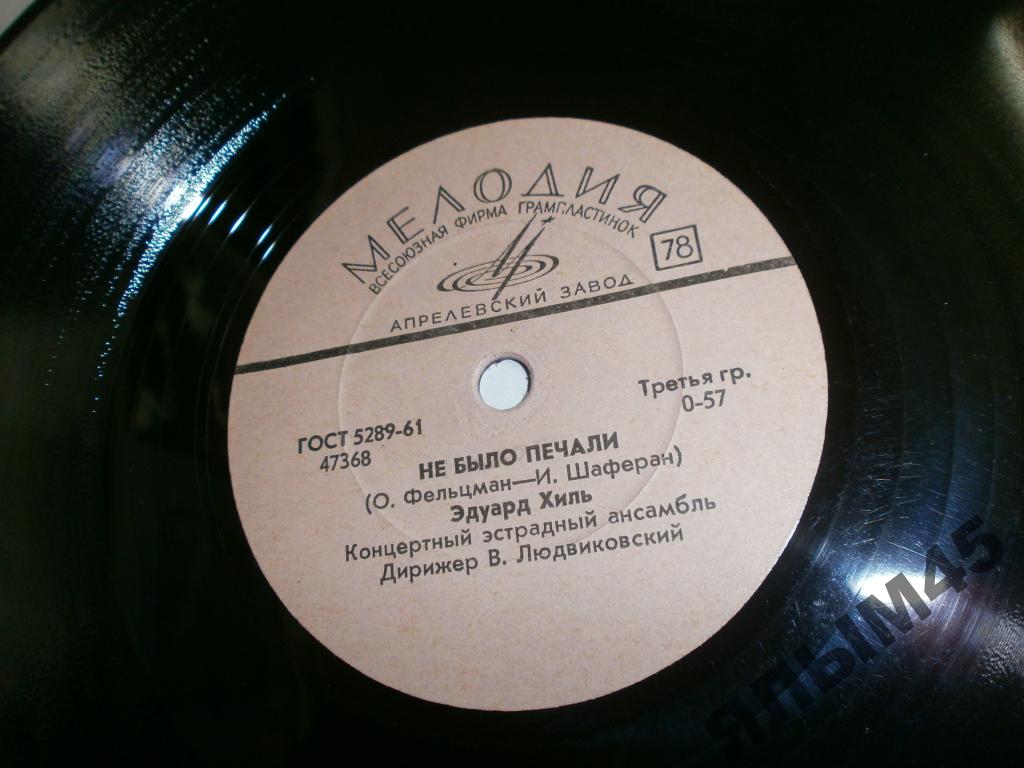 МЕЛОДИЯ
ВСЕСОЮЗНАЯ ФИРМА ГРАМПЛАСТИНОК
78
АПРЕЛЕВСКИЙ ЗАВОД
Третья гр.
0-57
ГОСТ 5289-61
47368
НЕ БЫЛО ПЕЧАЛИ
(О. Фельцман—И. Шаферан)
Эдуард Хиль
Концертный эстрадный ансамбль
Дирижер В. Людвиковский
ЯЛЫМ45